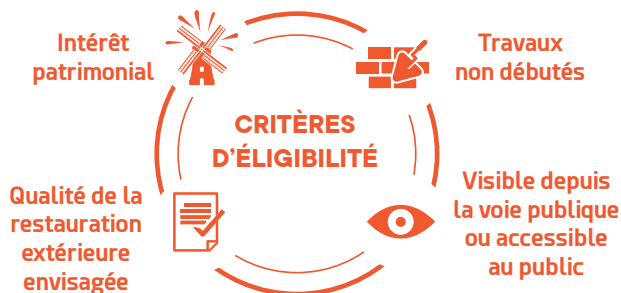 Intérêt
patrimonial
Travaux
non débutés
CRITÈRES
D'ÉLIGIBILITÉ
Qualité de la
restauration
extérieure
envisagée
Visible depuis
la voie publique
ou accessible
au public